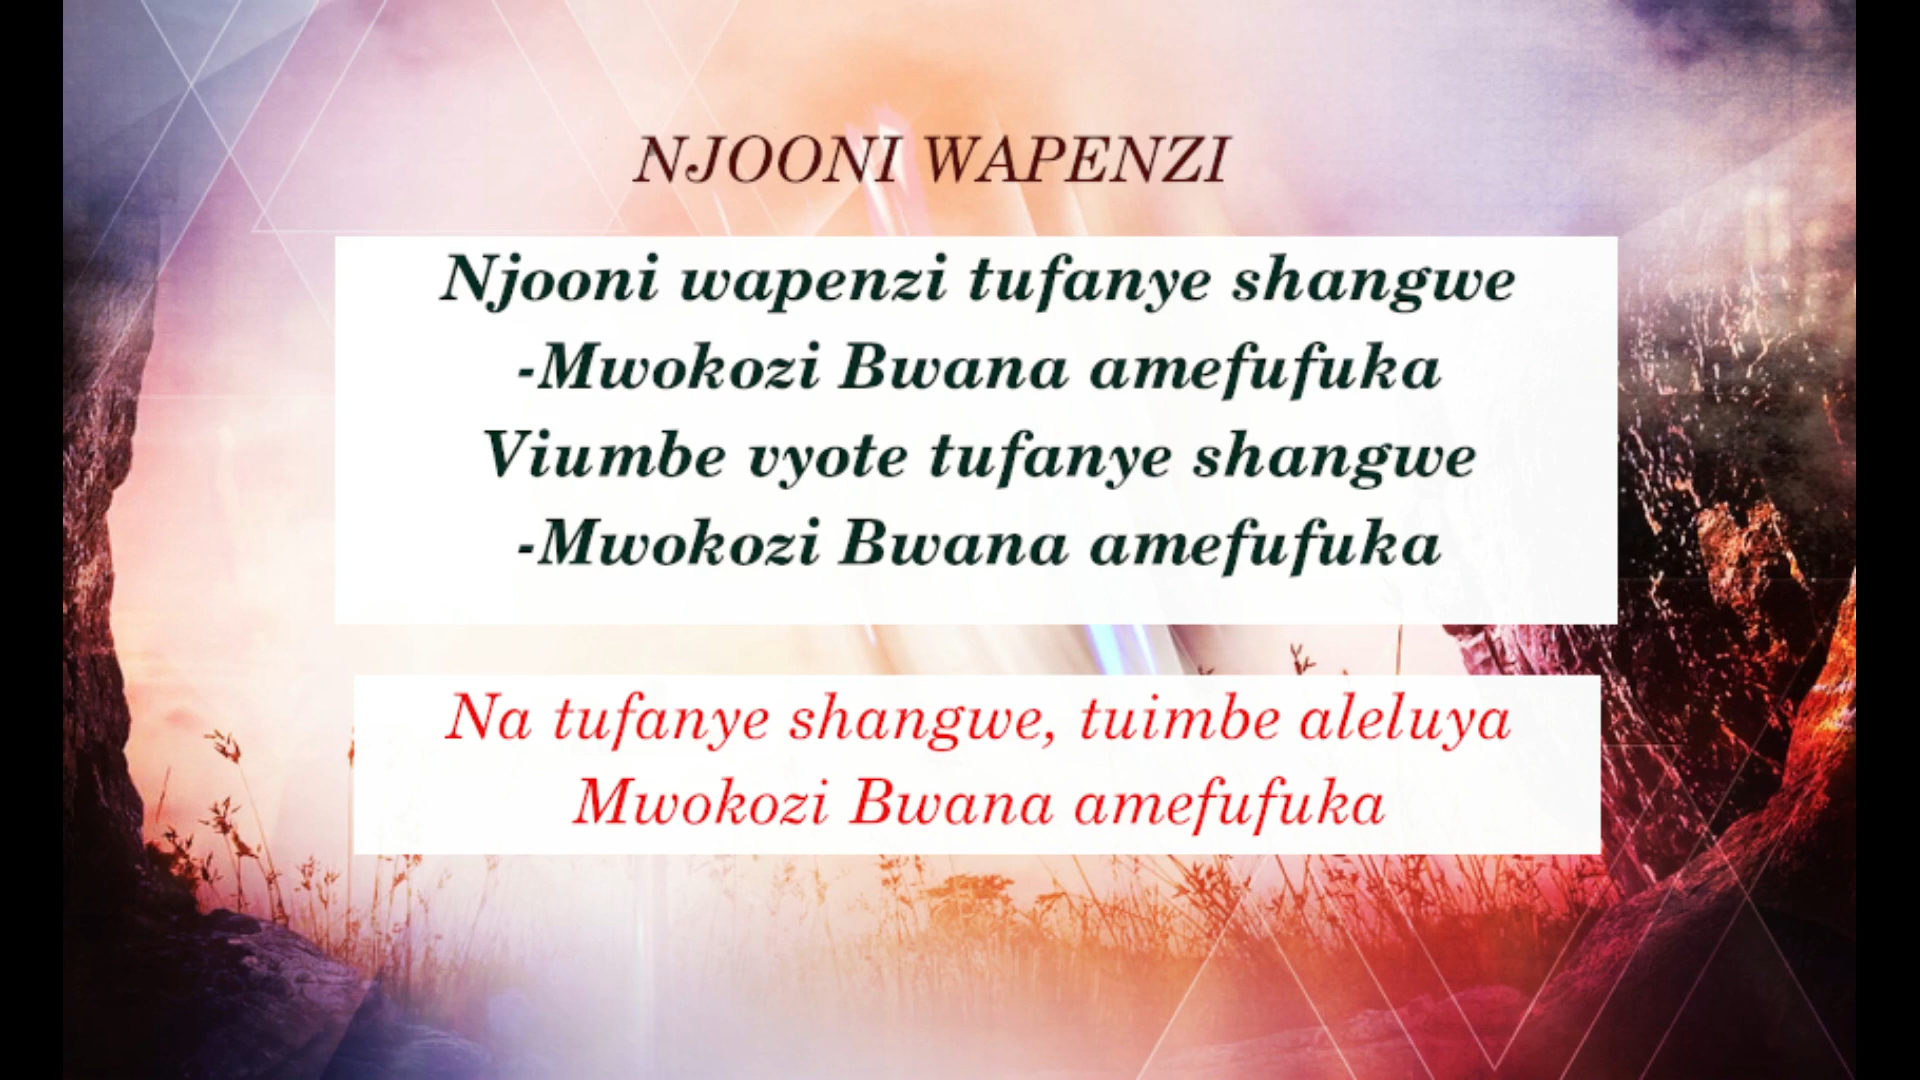 NJOONI WAPENZI
Njooni wapenzi tufanye shangwe
-Mwokozi Bwana amefufuka
Viumbe vyote tufanye shangwe
-Mwokozi Bwana amefufuka
Na tufanye shangwe, tuimbe aleluya
Mwokozi Bwana amefufuka